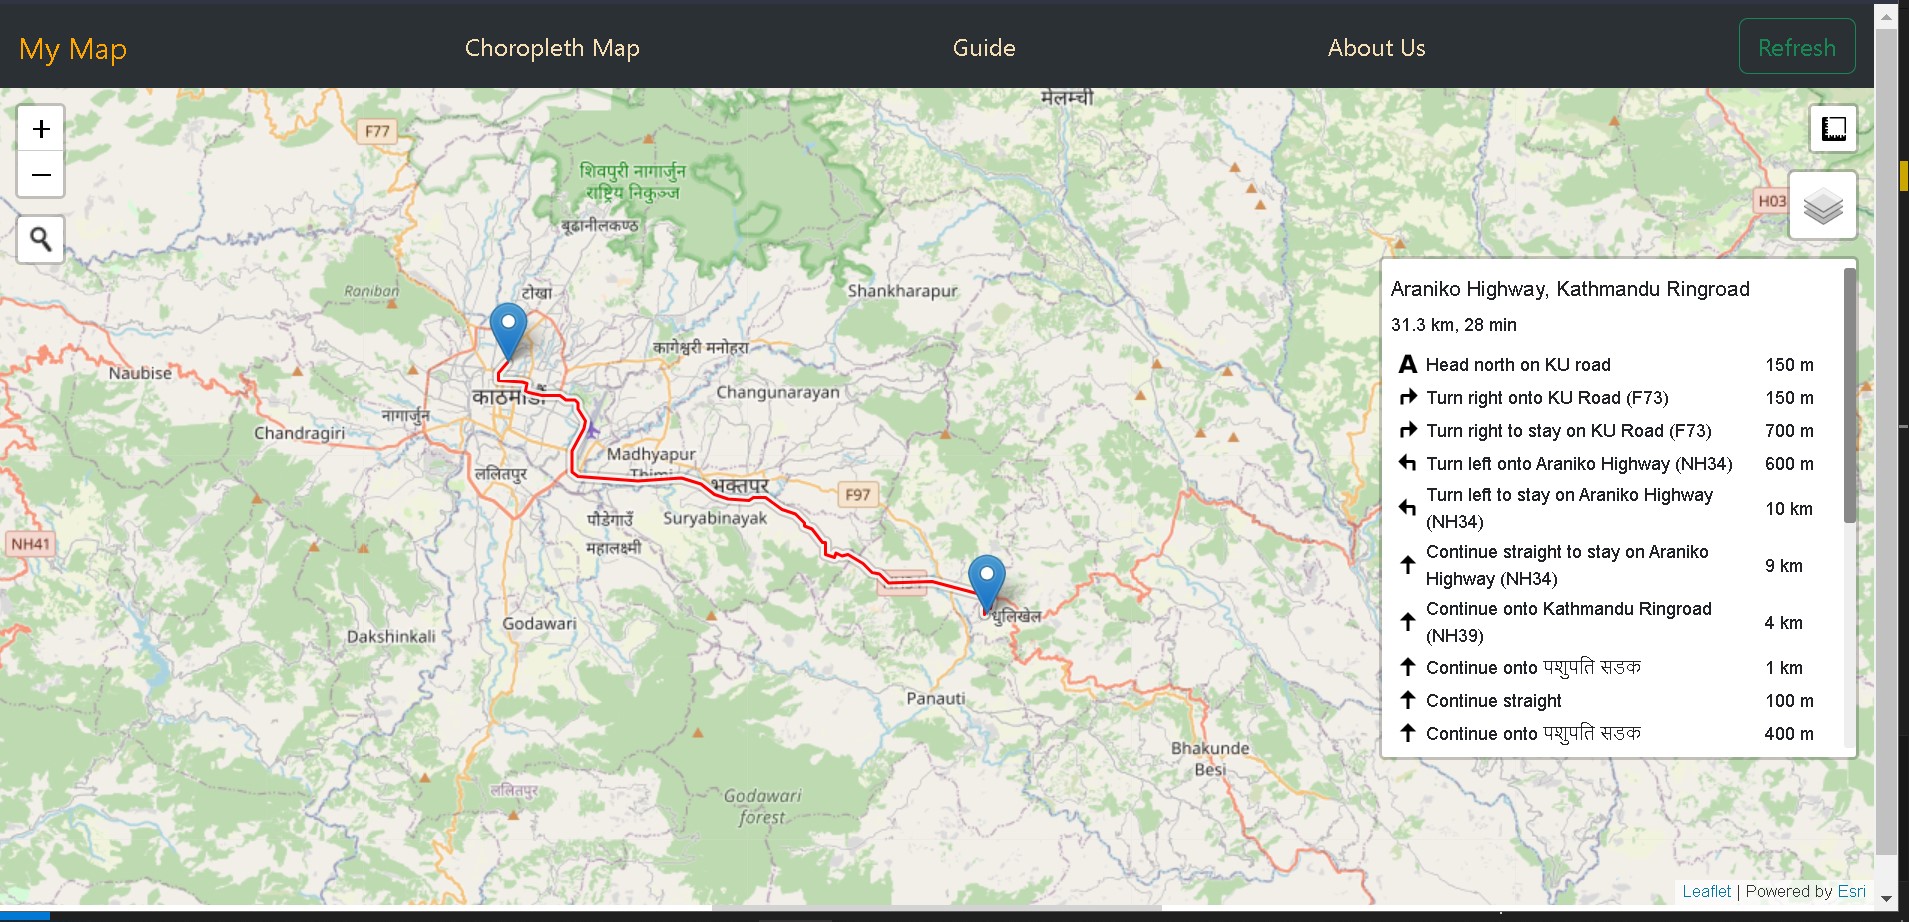 My Map
Choropleth Map
Guide
About Us
Refresh
+
−
मेलम्ची
F77
शिवपुरी नागार्जुन
राष्ट्रिय निकुञ्ज
बूढानीलकण्ठ
H03
Raniban
टोखा
Shankharapur
कागेश्वरी मनोहरा
Naubise
Changunarayan
काठमाडौँ
नागार्जुन
Chandragiri
Madhyapur
Thimi
ललितपुर
भक्तपुर
F97
Suryabinayak
पौडेगाउँ
महालक्ष्मी
NH41
धुलिखेल
Godawari
Dakshinkali
Panauti
Bhakunde
Besi
ललितपुर
Godawari
forest
Araniko Highway, Kathmandu Ringroad
31.3 km, 28 min
Head north on KU road 150 m
Turn right onto KU Road (F73) 150 m
Turn right to stay on KU Road (F73) 700 m
Turn left onto Araniko Highway (NH34) 600 m
Turn left to stay on Araniko Highway
(NH34) 10 km
Continue straight to stay on Araniko
Highway (NH34) 9 km
Continue onto Kathmandu Ringroad
(NH39) 4 km
Continue onto पशुपति सडक 1 km
Continue straight 100 m
Continue onto पशुपति सडक 400 m
Leaflet | Powered by Esri